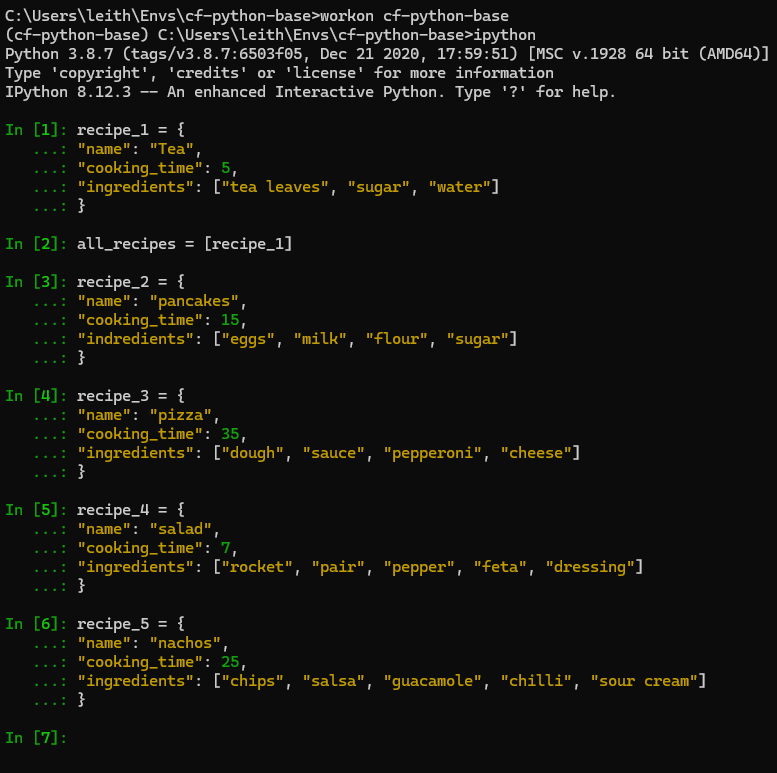 C:\Users\leith\Envs\cf-python-base>workon cf-python-base
(cf-python-base) C:\Users\leith\Envs\cf-python-base>ipython
Python 3.8.7 (tags/v3.8.7:6503f05, Dec 21 2020, 17:59:51) [MSC v.1928 64 bit (AMD64)]
Type 'copyright', 'credits' or 'license' for more information
IPython 8.12.3 -- An enhanced Interactive Python. Type '?' for help.

In [1]: recipe_1 = {
   ...: "name": "Tea",
   ...: "cooking_time": 5,
   ...: "ingredients": ["tea leaves", "sugar", "water"]
   ...: }

In [2]: all_recipes = [recipe_1]

In [3]: recipe_2 = {
   ...: "name": "pancakes",
   ...: "cooking_time": 15,
   ...: "indredients": ["eggs", "milk", "flour", "sugar"]
   ...: }

In [4]: recipe_3 = {
   ...: "name": "pizza",
   ...: "cooking_time": 35,
   ...: "ingredients": ["dough", "sauce", "pepperoni", "cheese"]
   ...: }

In [5]: recipe_4 = {
   ...: "name": "salad",
   ...: "cooking_time": 7,
   ...: "ingredients": ["rocket", "pair", "pepper", "feta", "dressing"]
   ...: }

In [6]: recipe_5 = {
   ...: "name": "nachos",
   ...: "cooking_time": 25,
   ...: "ingredients": ["chips", "salsa", "guacamole", "chilli", "sour cream"]
   ...: }

In [7]: